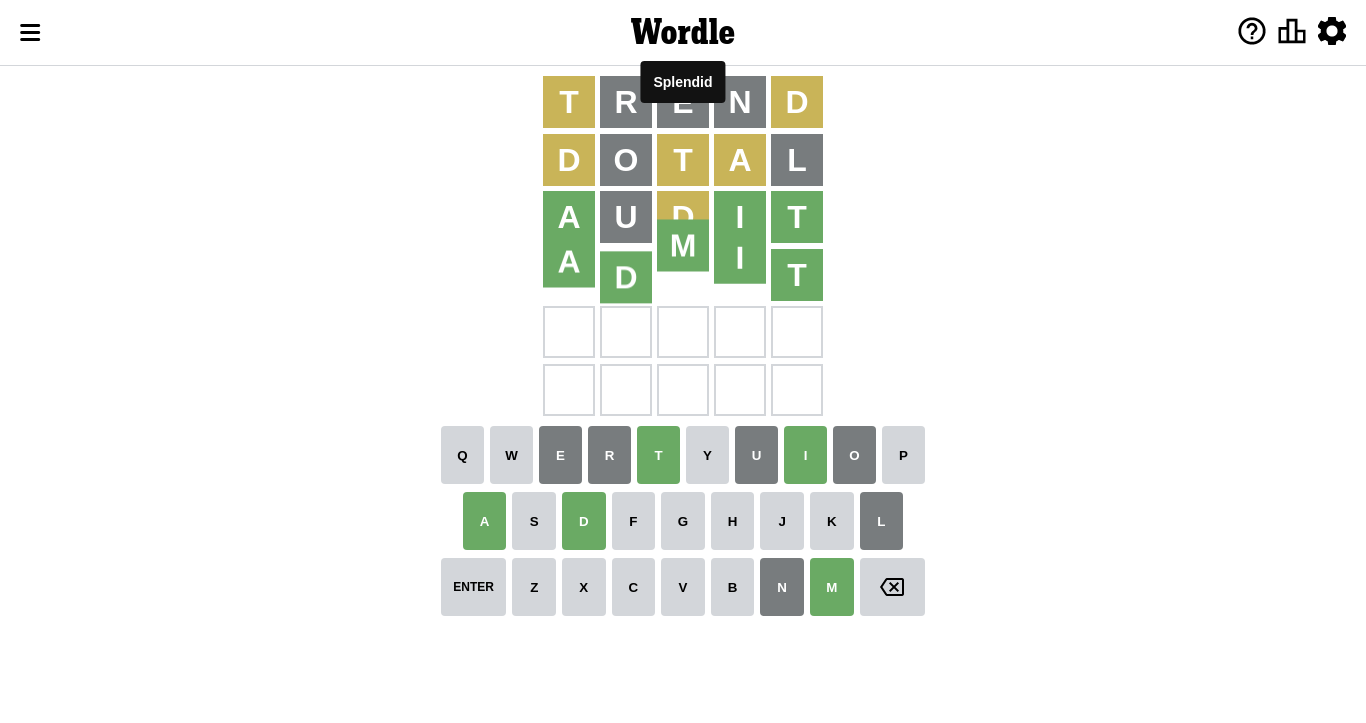 Wordle
Splendid
T R E N D
D O T A L
A U D I T
A D M I T
Q W E R T Y U I O P
A S D F G H J K L
ENTER Z X C V B N M